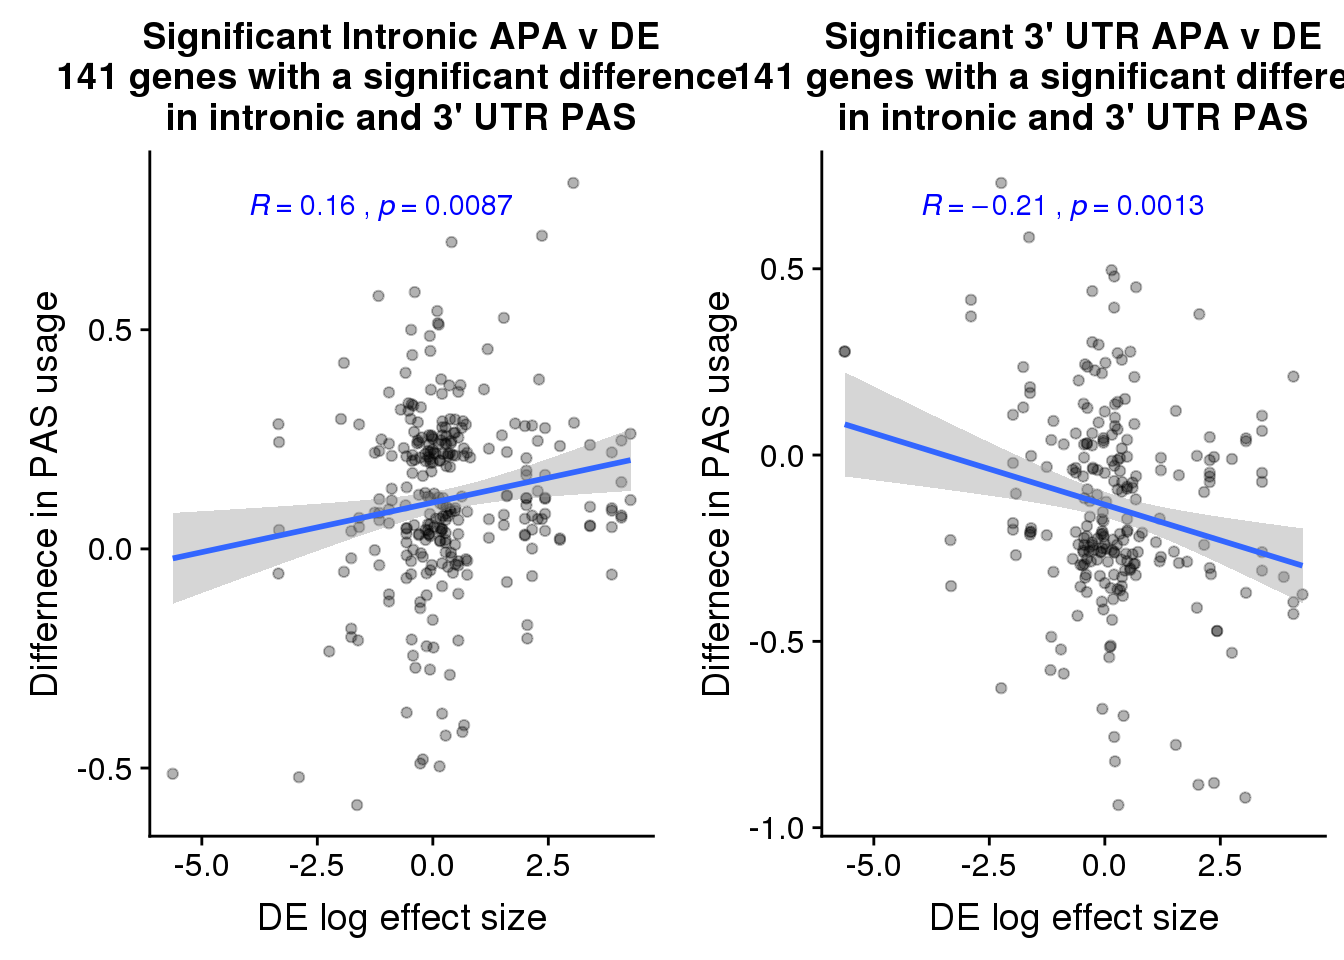 Significant Intronic APA v DE
141 genes with a significant difference
in intronic and 3' UTR PAS
R = 0.16 , p = 0.0087
Differnece in PAS usage
0.5
0.0
-0.5
-5.0 -2.5 0.0 2.5
DE log effect size
Significant 3' UTR APA v DE
141 genes with a significant differe
in intronic and 3' UTR PAS
R = −0.21 , p = 0.0013
Differnece in PAS usage
0.5
0.0
-0.5
-1.0
-5.0 -2.5 0.0 2.5
DE log effect size